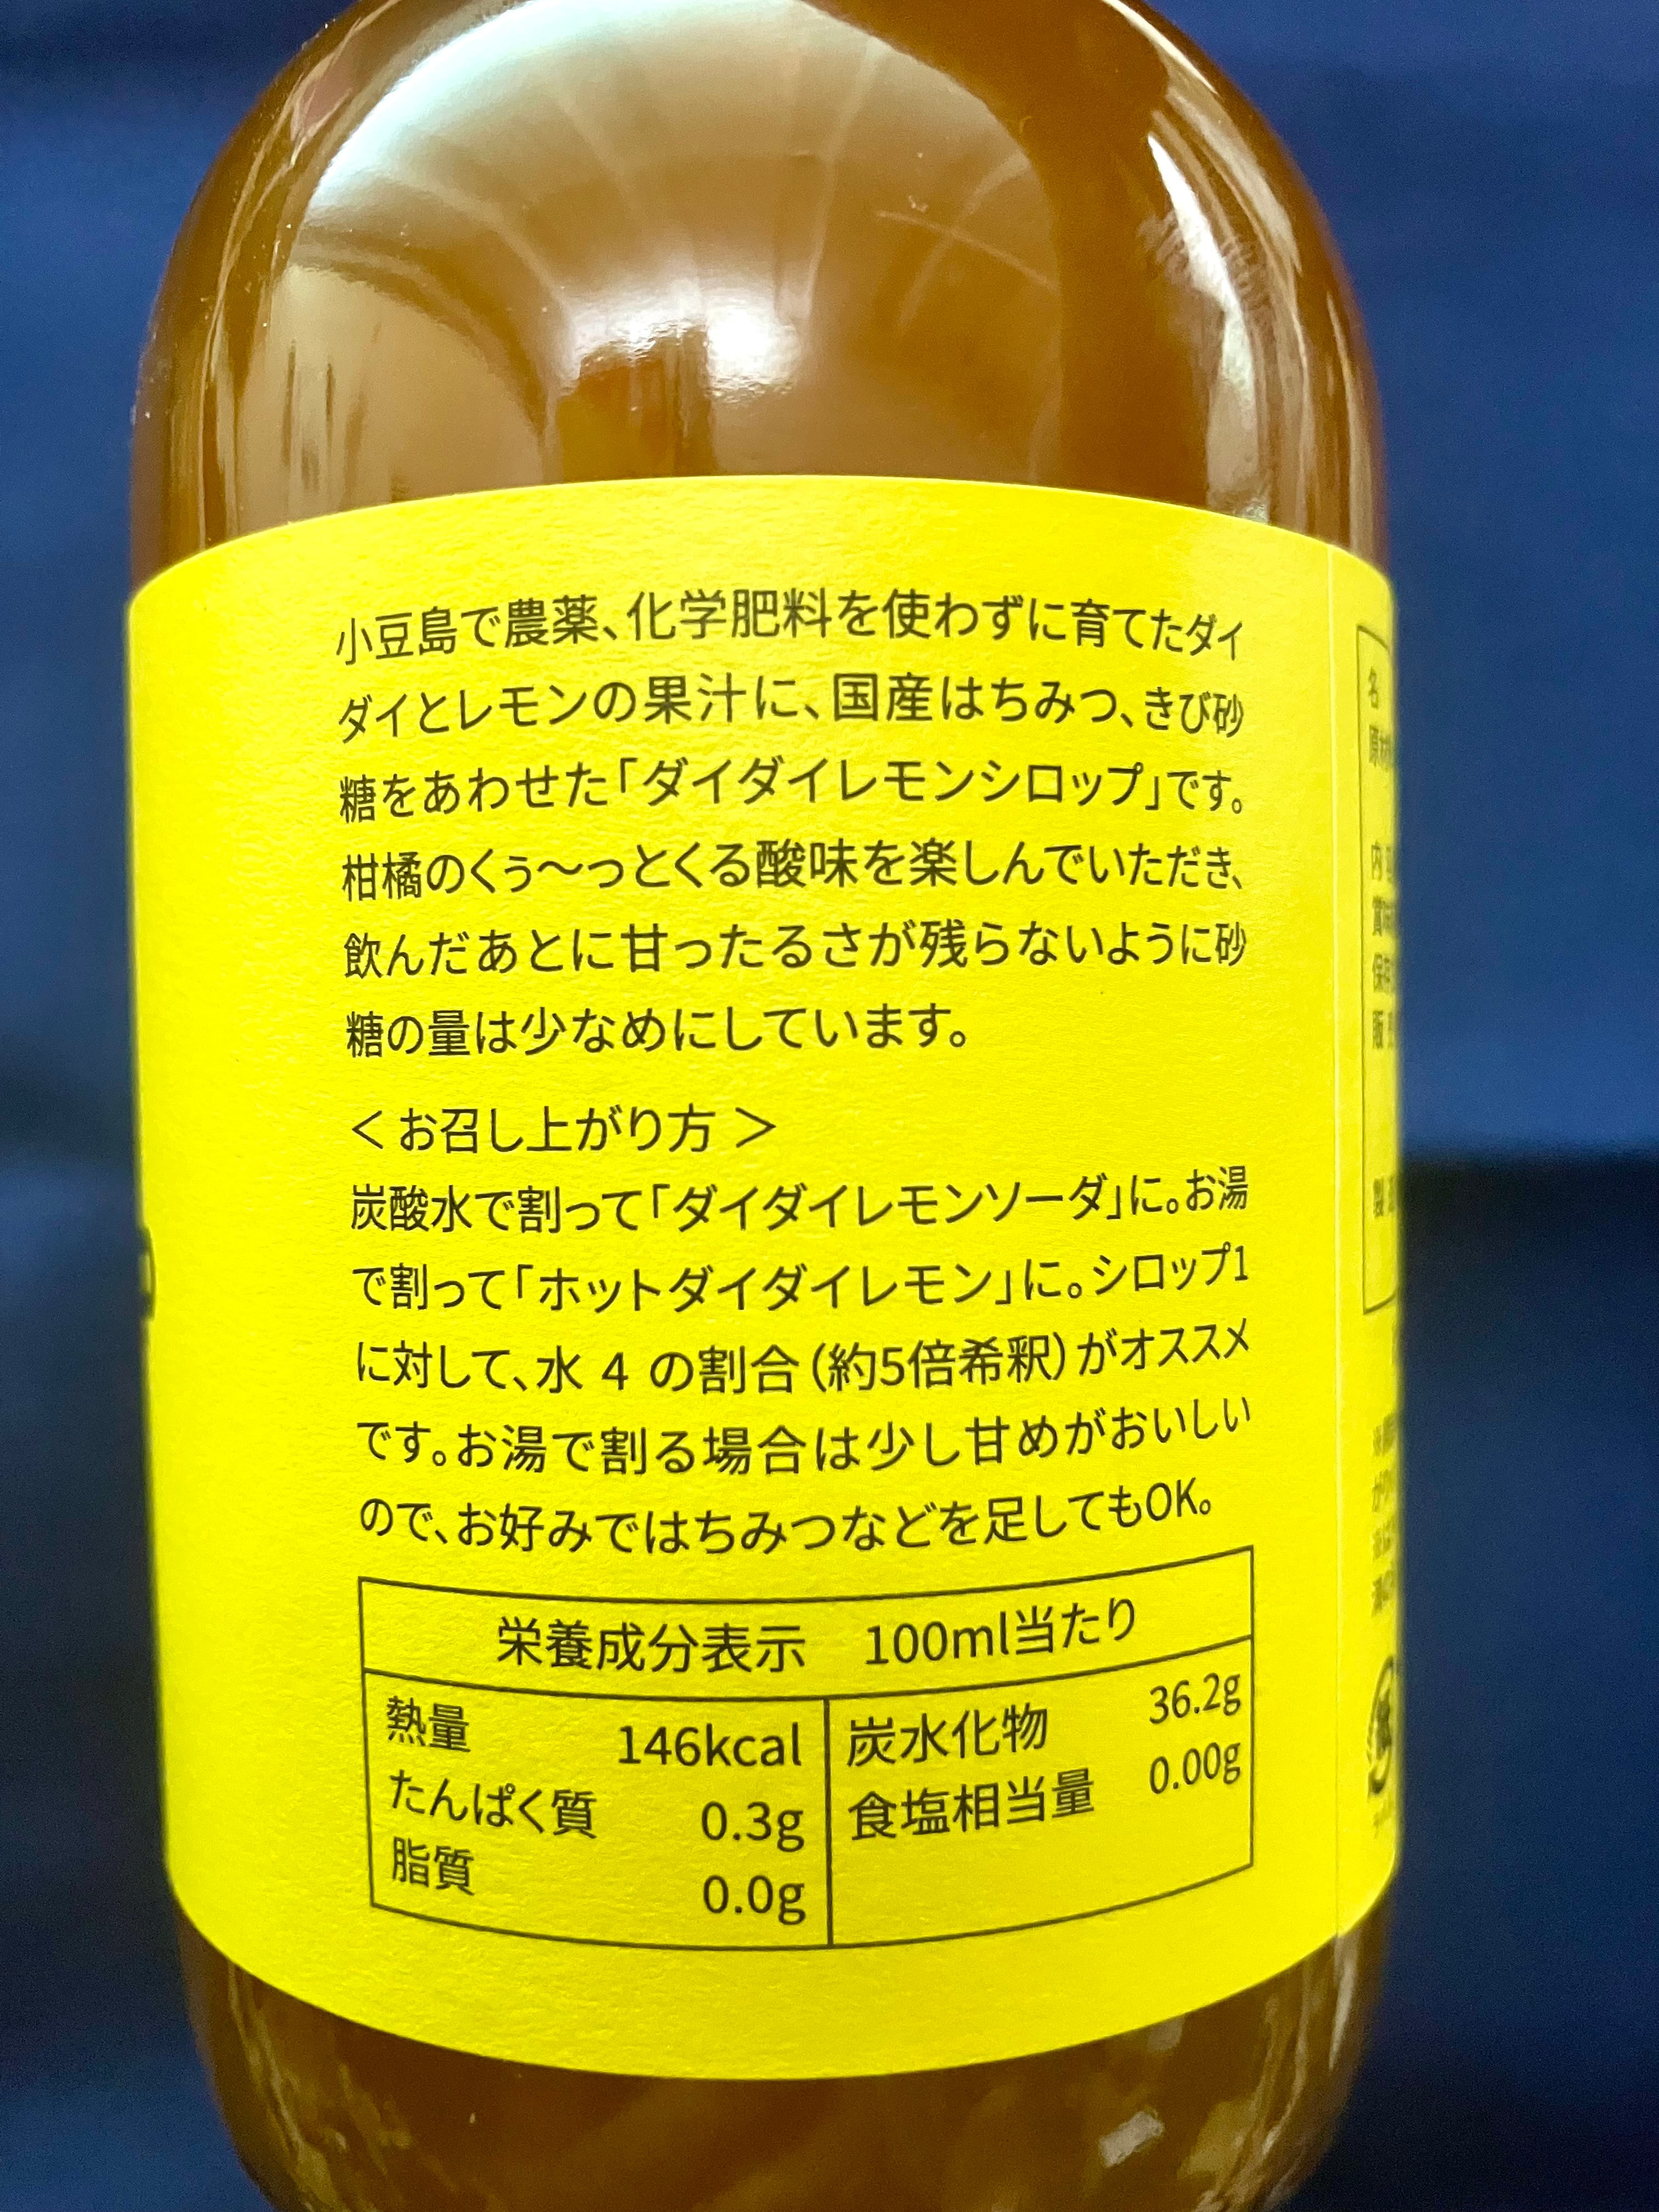 小豆島で農薬、化学肥料を使わずに育てたダイ
ダイとレモンの果汁に、国産はちみつ、きび砂
糖をあわせた「ダイダイレモンシロップ」です。
柑橘のくぅ〜っとくる酸味を楽しんでいただき、
飲んだあとに甘ったるさが残らないように砂
糖の量は少なめにしています。
＜お召し上がり方＞
炭酸水で割って「ダイダイレモンソーダ」に。お湯
で割って「ホットダイダイレモン」に。シロップ1
に対して、水 4 の割合（約5倍希釈）がオススメ
です。お湯で割る場合は少し甘めがおいしい
ので、お好みではちみつなどを足してもOK。
栄養成分表示　100ml当たり
熱量 146kcal
たんぱく質 0.3g
脂質 0.0g
炭水化物 36.2g
食塩相当量 0.00g
名
原材
内
賞味
保存
販売
製造